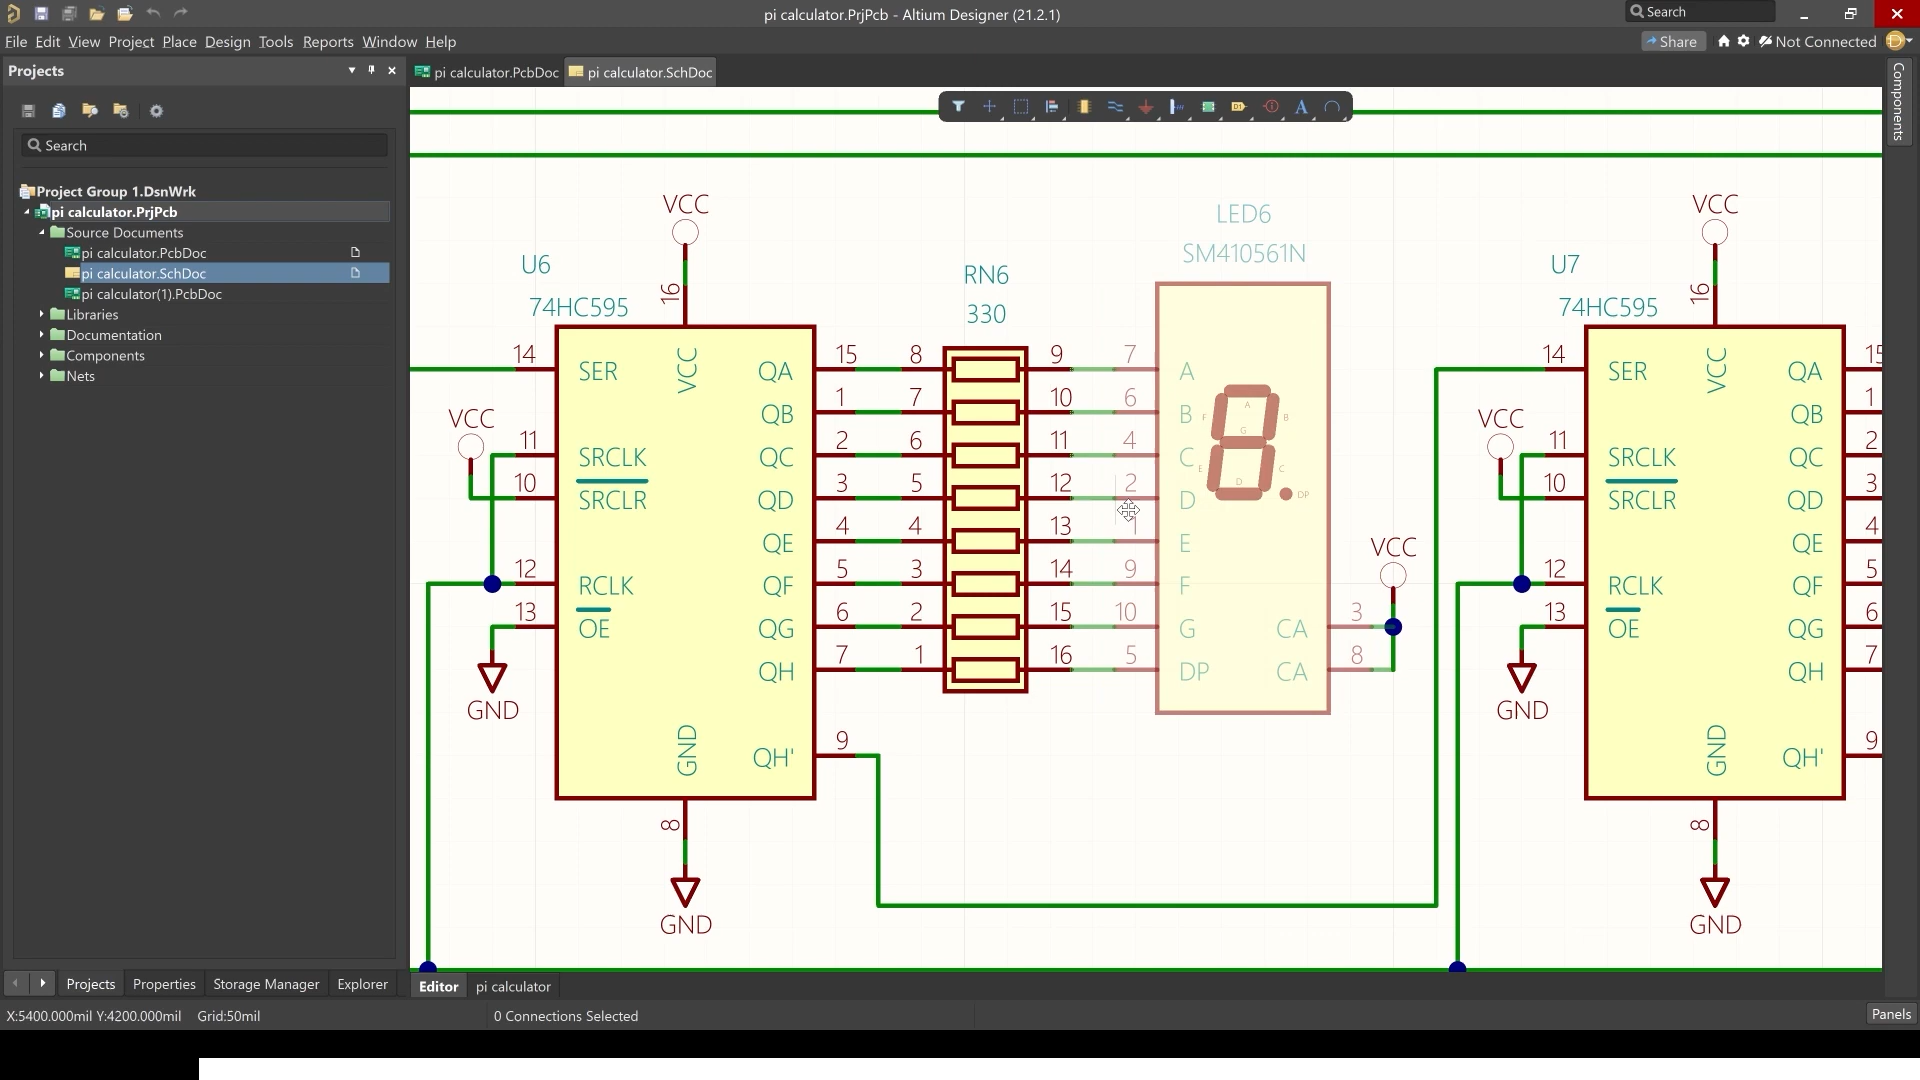 pi calculator.PrjPcb - Altium Designer (21.2.1)
Search
File Edit View Project Place Design Tools Reports Window Help
Share
Not Connected
Projects
pi calculator.PcbDoc
pi calculator.SchDoc
Components
Search
Project Group 1.DsnWrk
pi calculator.PrjPcb
Source Documents
pi calculator.PcbDoc
pi calculator.SchDoc
pi calculator(1).PcbDoc
Libraries
Documentation
Components
Nets
VCC
U6
74HC595
16
14 SER VCC QA 15
QB 1
11 SRCLK QC 2
10 SRCLR QD 3
QE 4
12 RCLK QF 5
13 OE QG 6
QH 7
GND QH' 9
8
GND
VCC
GND
RN6
330
8 9
7 10
6 11
5 12
4 13
3 14
2 15
1 16
LED6
SM410561N
7 A
6 B
4 C
2 D
1 E
9 F
10 G CA 3
5 DP CA 8
A
F B
G
E C
D DP
VCC
VCC
U7
74HC595
16
14 SER VCC QA 15
QB 1
11 SRCLK QC 2
10 SRCLR QD 3
QE 4
12 RCLK QF 5
13 OE QG 6
QH 7
GND QH' 9
8
GND
VCC
GND
Projects Properties Storage Manager Explorer
Editor pi calculator
X:5400.000mil Y:4200.000mil Grid:50mil
0 Connections Selected
Panels